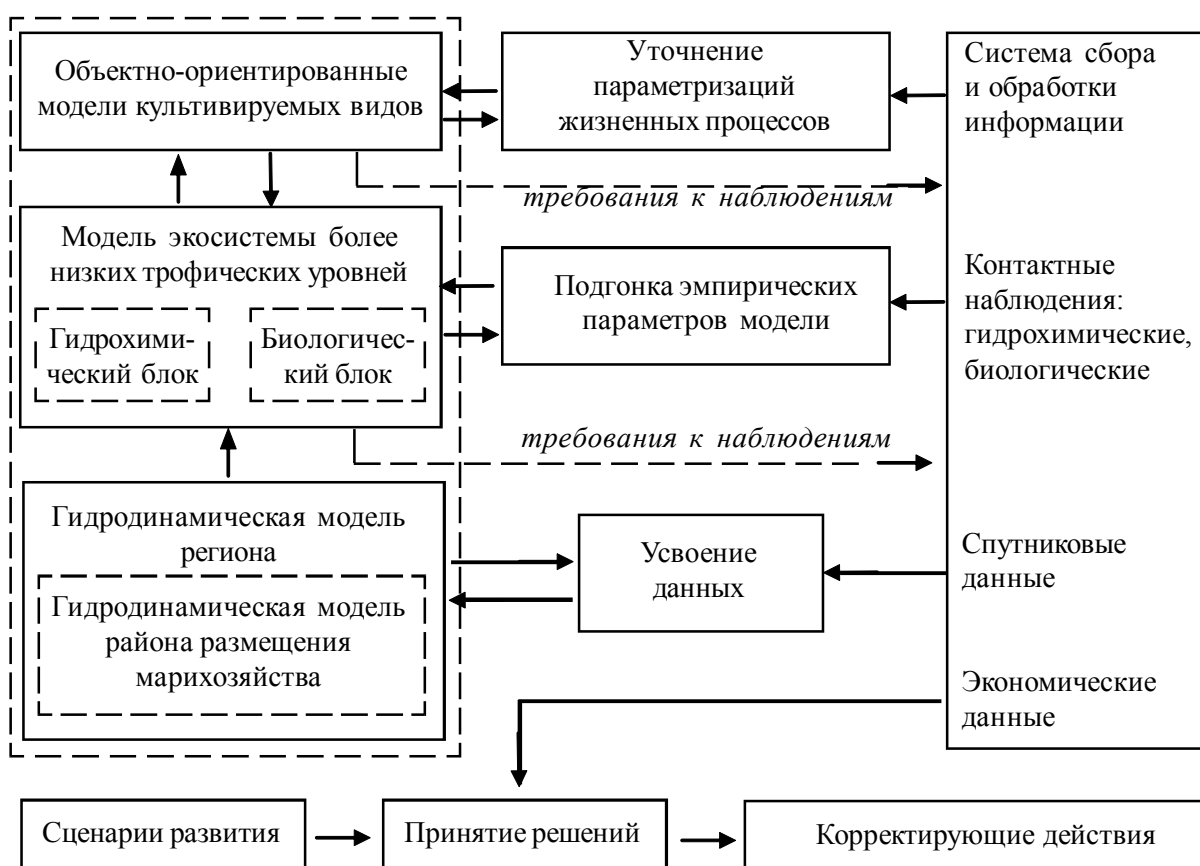 Объектно-ориентированные
модели культивируемых видов
Уточнение
параметризаций
жизненных процессов
Система сбора
и обработки
информации
требования к наблюдениям
Модель экосистемы более
низких трофических уровней
Гидрохими-
ческий блок
Биологичес-
кий блок
Подгонка эмпирических
параметров модели
Контактные
наблюдения:
гидрохимические,
биологические
требования к наблюдениям
Гидродинамическая модель
региона
Гидродинамическая модель
района размещения
марихозяйства
Усвоение
данных
Спутниковые
данные
Экономические
данные
Сценарии развития
Принятие решений
Корректирующие действия